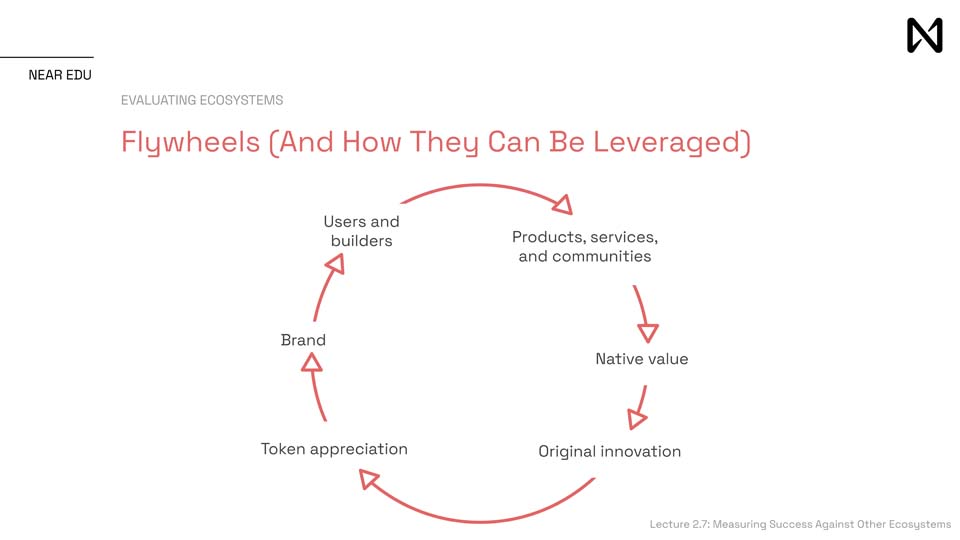 NEAR EDU
EVALUATING ECOSYSTEMS
Flywheels (And How They Can Be Leveraged)
Users and
builders
Products, services,
and communities
Native value
Original innovation
Token appreciation
Brand
Lecture 2.7: Measuring Success Against Other Ecosystems